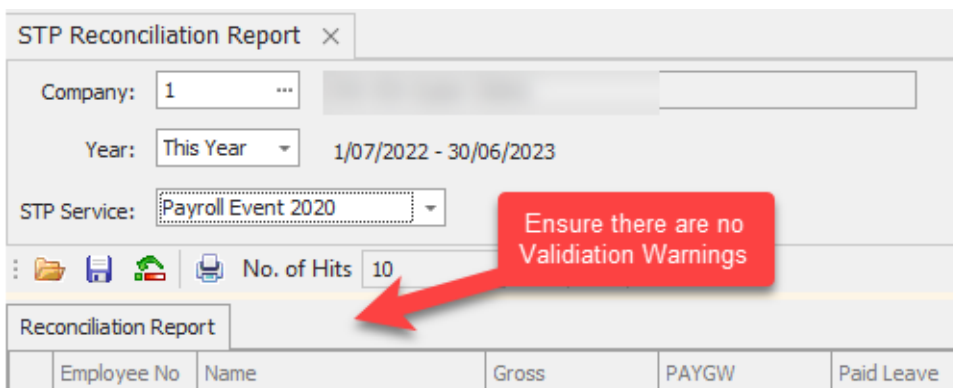 STP Reconciliation Report ×
Company: 1 ...
Year: This Year 1/07/2022 - 30/06/2023
STP Service: Payroll Event 2020
Ensure there are no
Validiation Warnings
No. of Hits 10
Reconciliation Report
Employee No Name Gross PAYGW Paid Leave